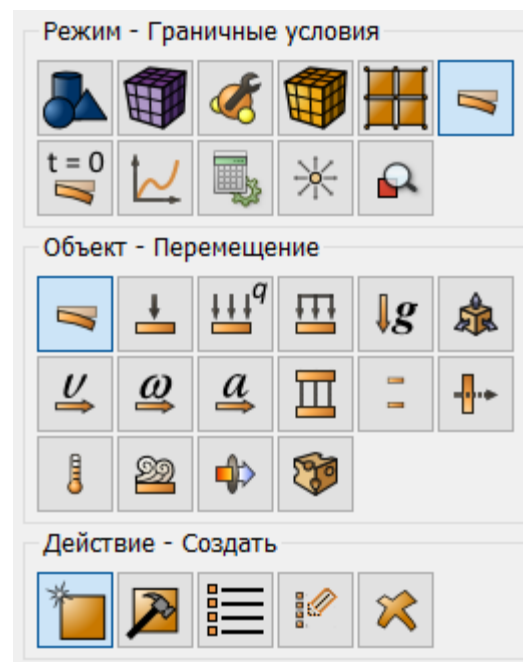 Режим - Граничные условия
t = 0
Объект - Перемещение
q
g
υ ω a
Действие - Создать